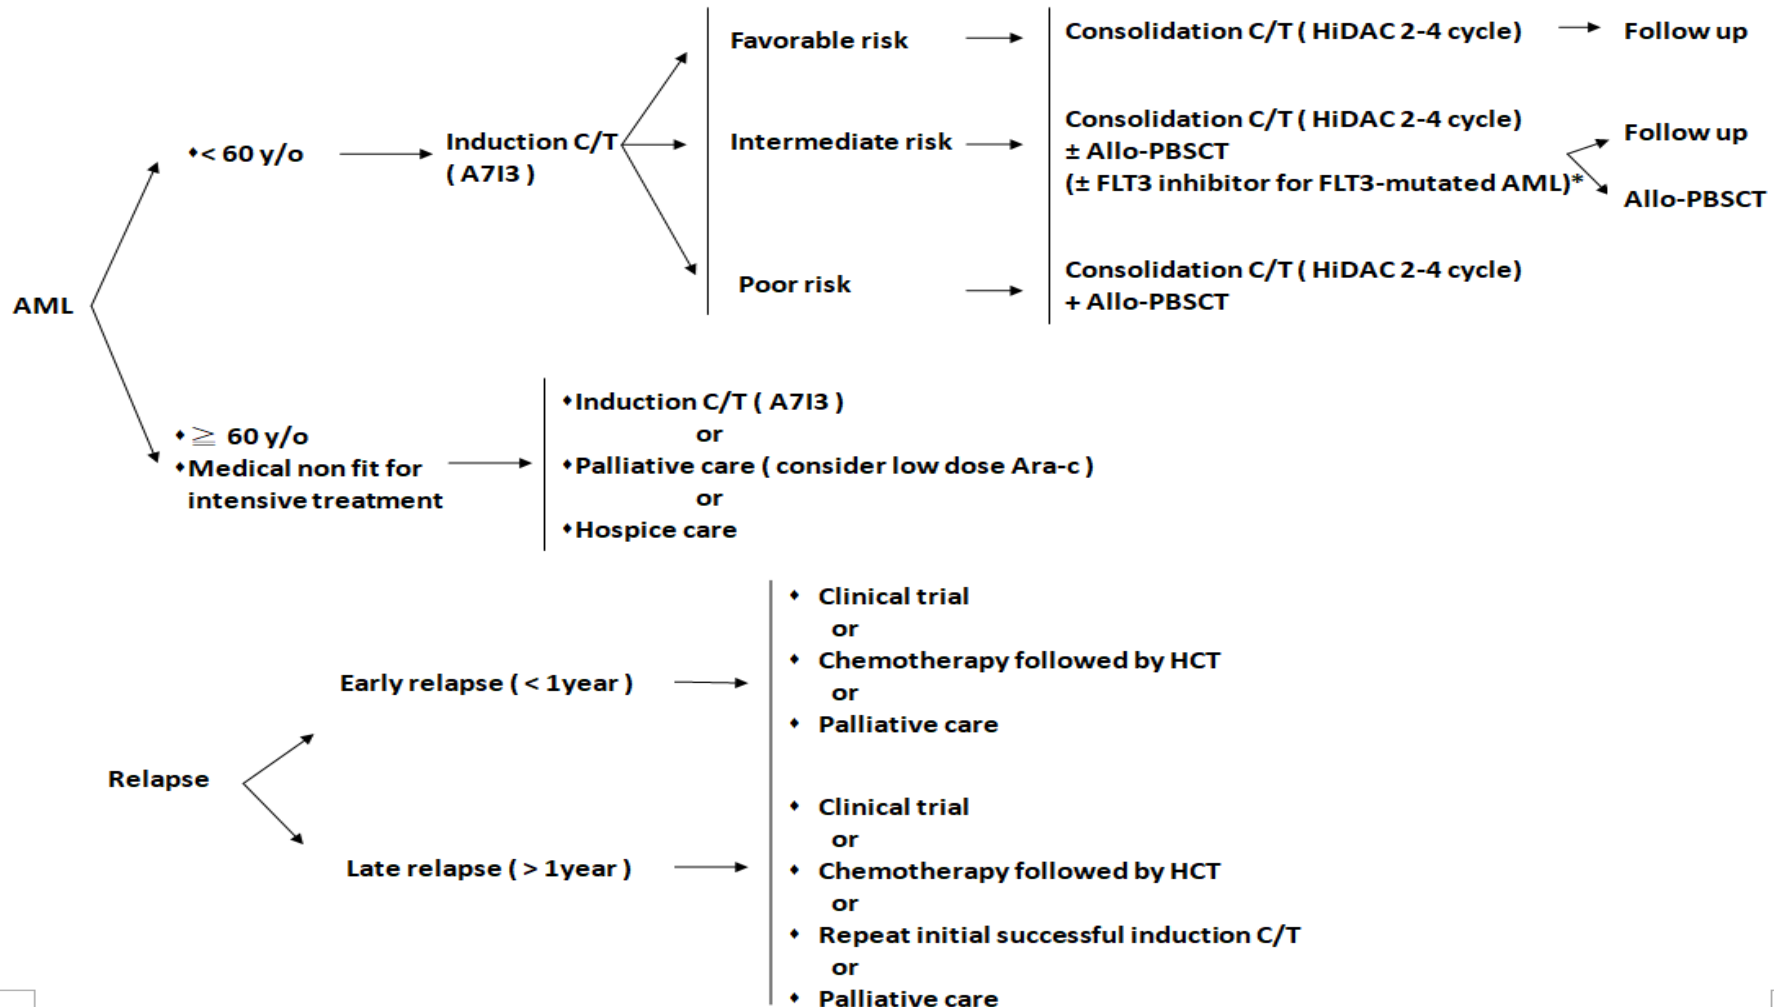 Favorable risk
Consolidation C/T ( HiDAC 2-4 cycle)
Follow up
♦< 60 y/o
Induction C/T
( A7I3 )
Intermediate risk
Consolidation C/T ( HiDAC 2-4 cycle)
± Allo-PBSCT
(± FLT3 inhibitor for FLT3-mutated AML)*
Follow up
Allo-PBSCT
Poor risk
Consolidation C/T ( HiDAC 2-4 cycle)
+ Allo-PBSCT
AML
♦≧ 60 y/o
♦Medical non fit for
intensive treatment
♦Induction C/T ( A7I3 )
or
♦Palliative care ( consider low dose Ara-c )
or
♦Hospice care
Relapse
Early relapse ( < 1year )
♦ Clinical trial
or
♦ Chemotherapy followed by HCT
or
♦ Palliative care
Late relapse ( > 1year )
♦ Clinical trial
or
♦ Chemotherapy followed by HCT
or
♦ Repeat initial successful induction C/T
or
♦ Palliative care